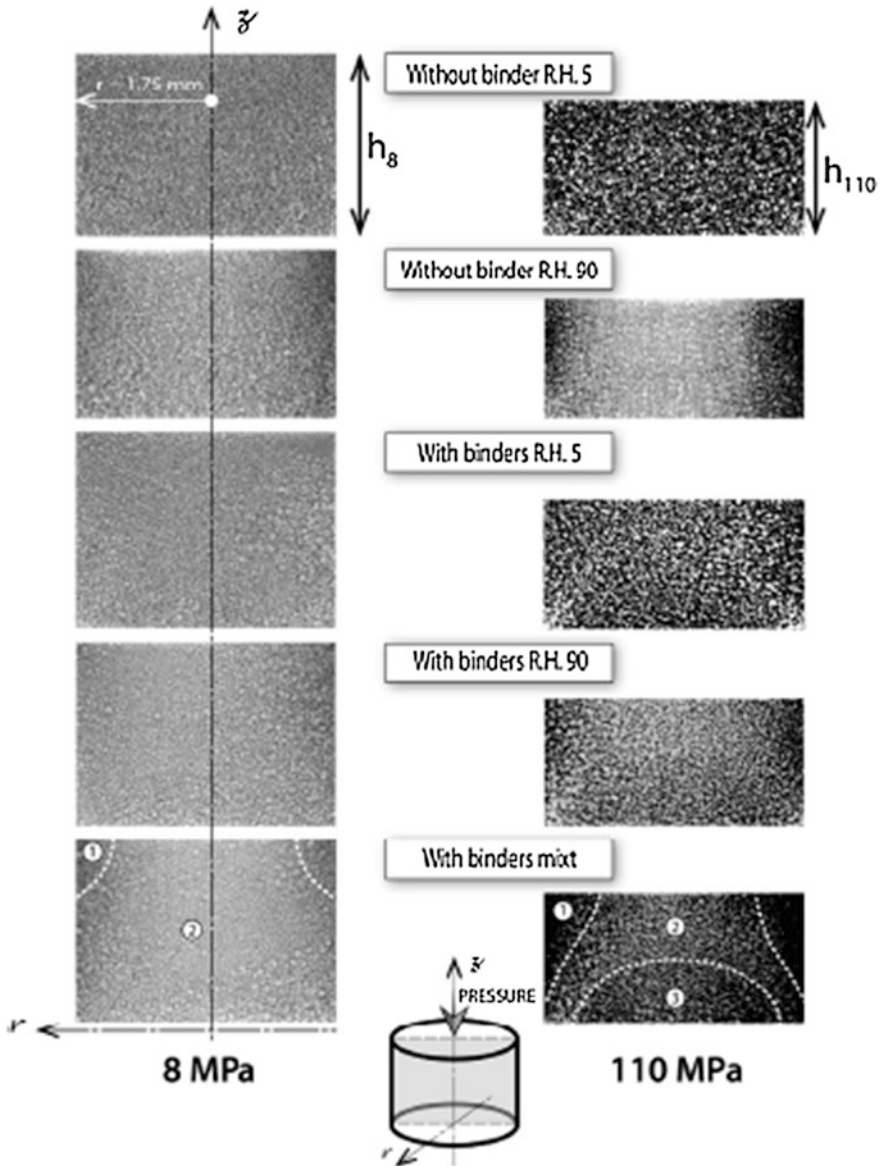 z
r = 1.75 mm
h8
Without binder R.H. 5
h110
Without binder R.H. 90
With binders R.H. 5
With binders R.H. 90
With binders mixt
1
2
1
2
3
z
PRESSURE
r
8 MPa
110 MPa
r